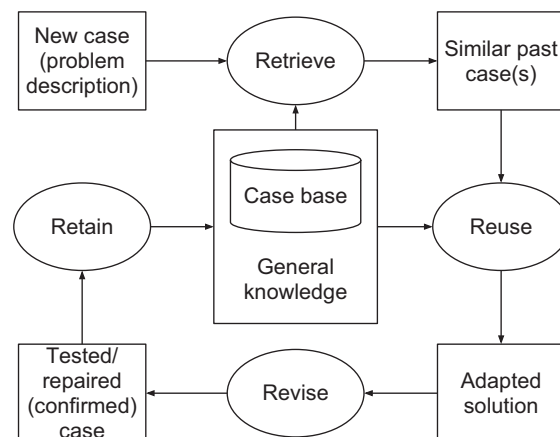 New case
(problem
description)
Retrieve
Similar past
case(s)
Retain
Case base
General
knowledge
Reuse
Tested/
repaired
(confirmed)
case
Revise
Adapted
solution